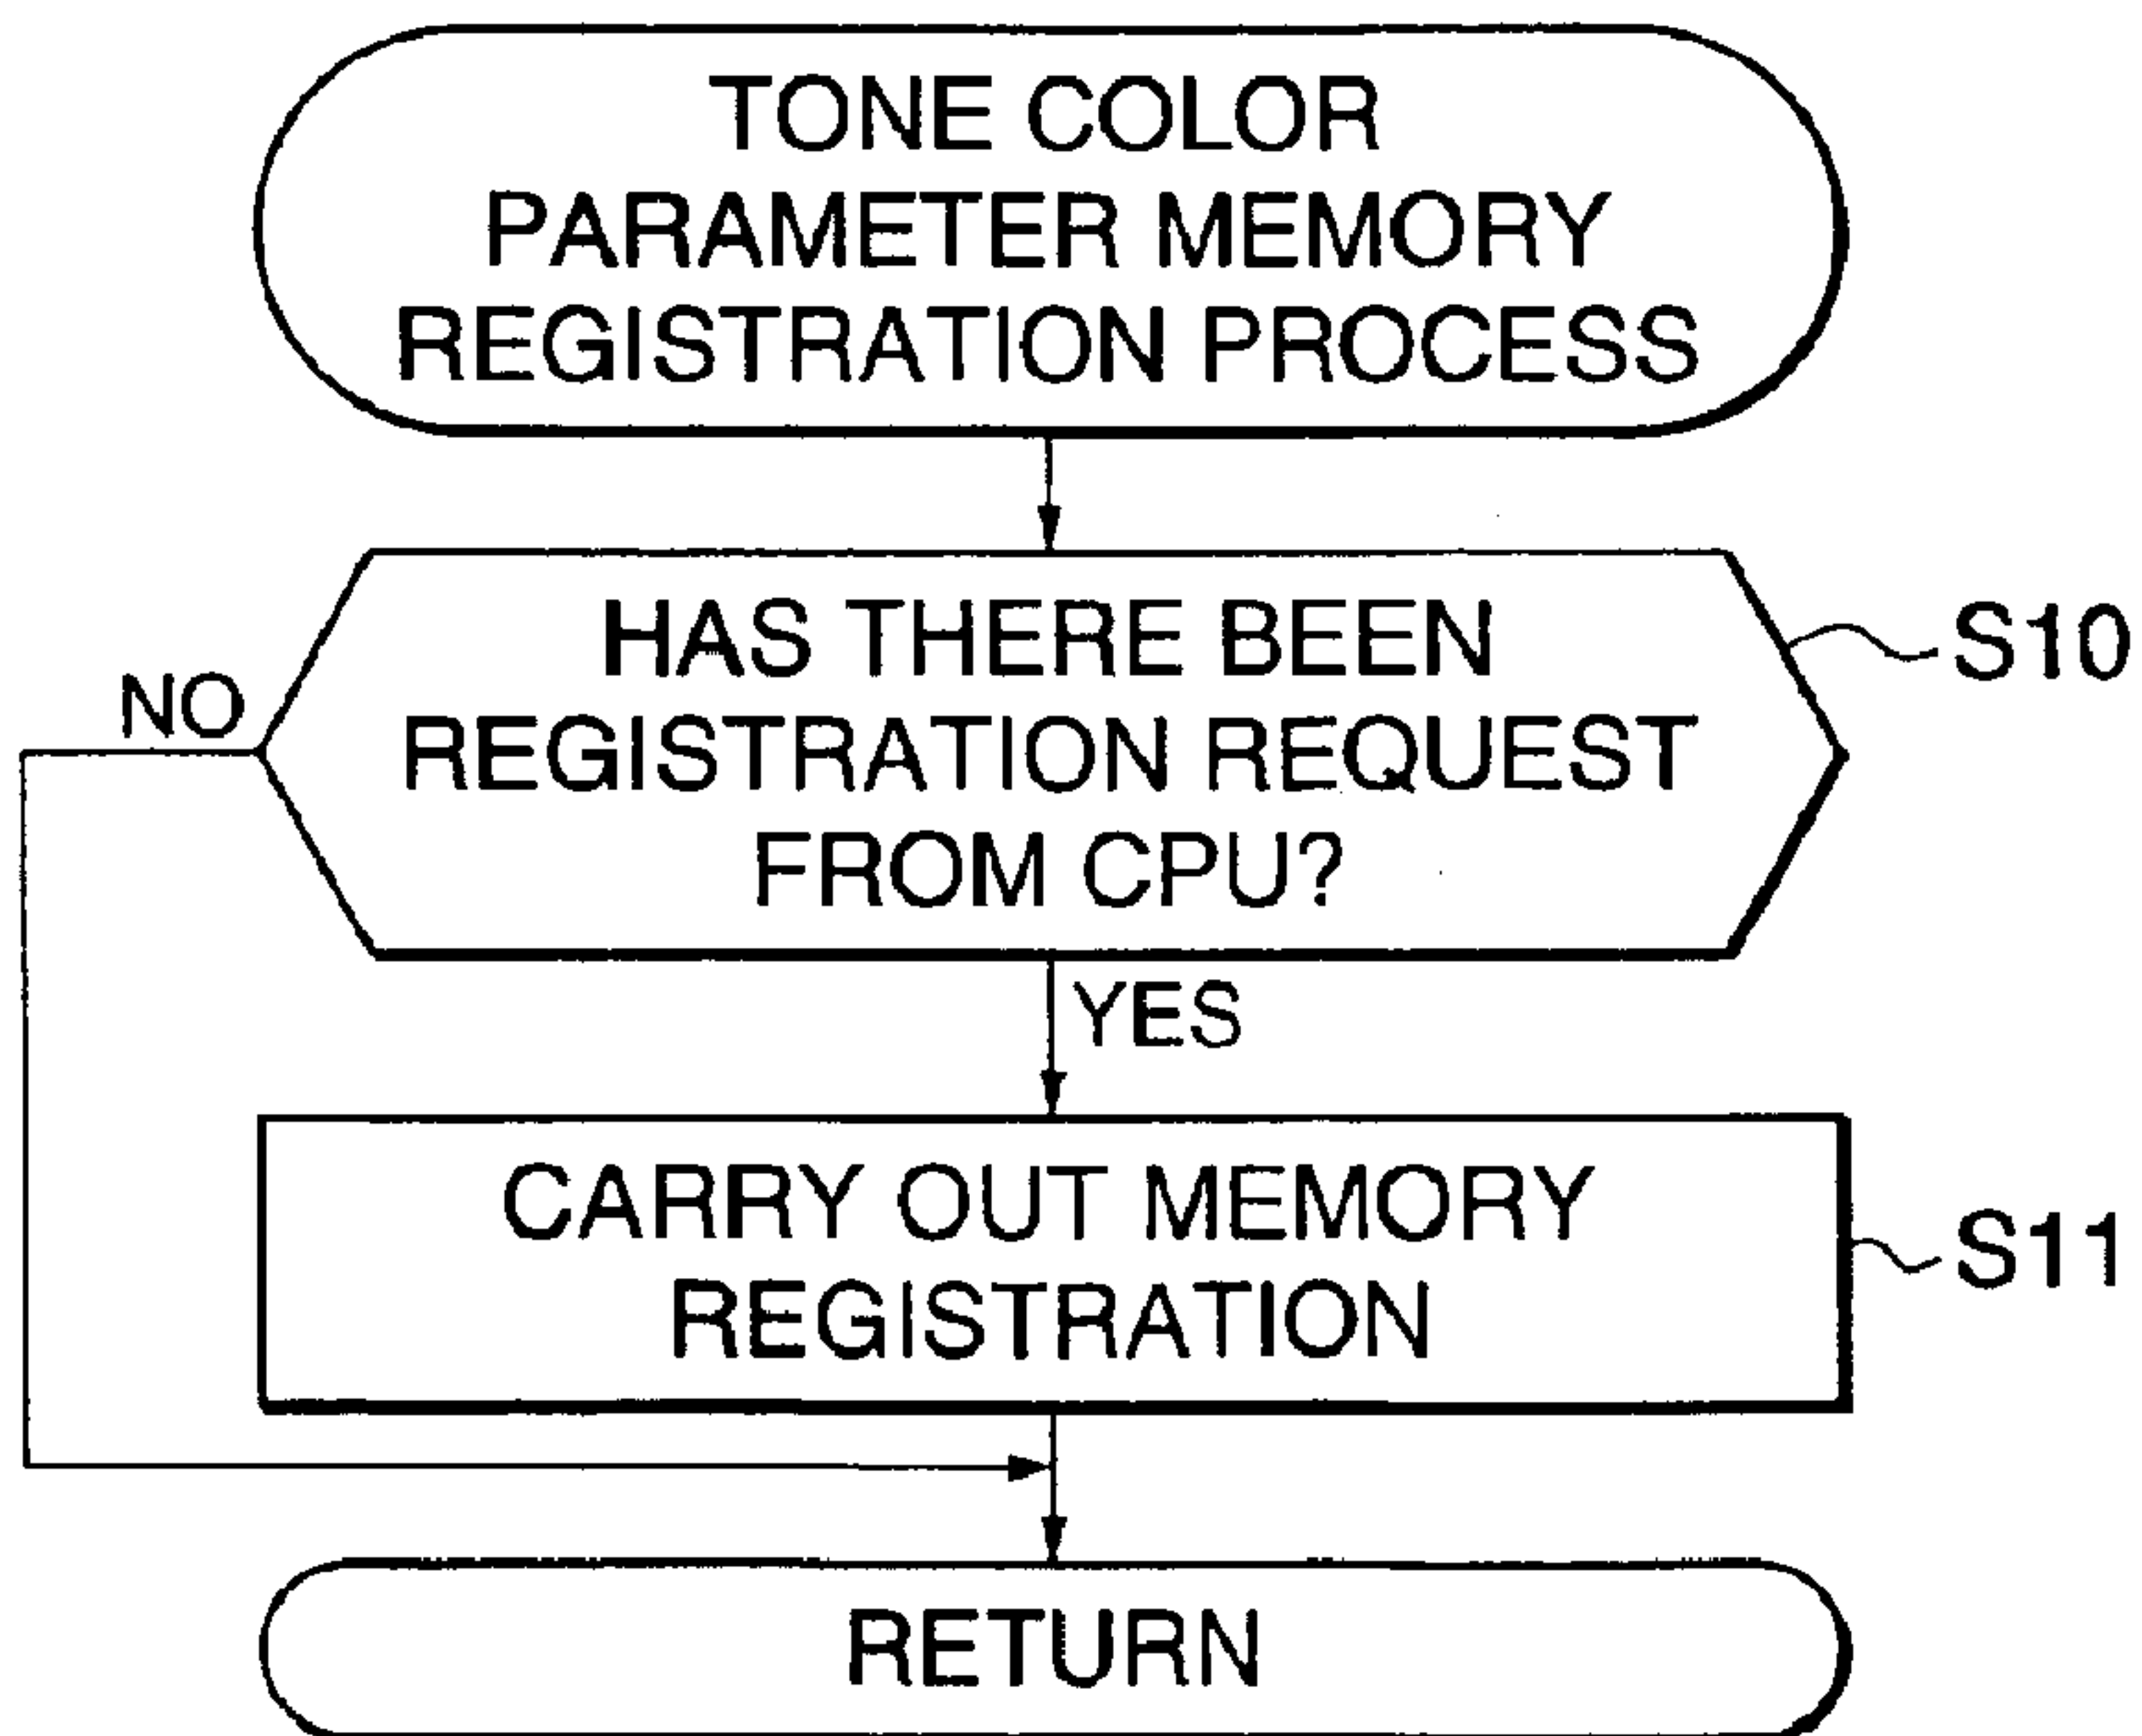 TONE COLOR
PARAMETER MEMORY
REGISTRATION PROCESS
HAS THERE BEEN
REGISTRATION REQUEST
FROM CPU?
S10
NO
YES
CARRY OUT MEMORY
REGISTRATION
S11
RETURN